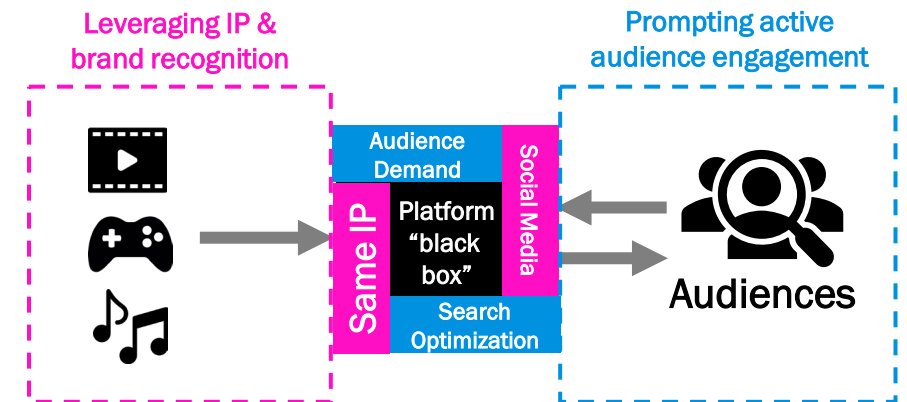 Leveraging IP &
brand recognition
Prompting active
audience engagement
Audience
Demand
Social Media
Same IP
Platform
“black
box”
Search
Optimization
Audiences